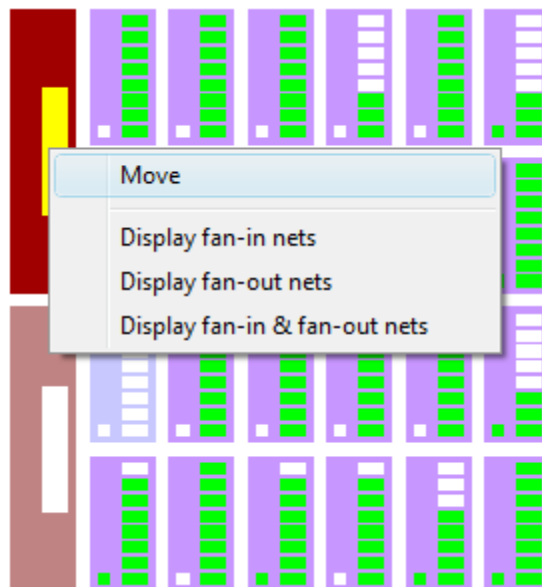 Move
Display fan-in nets
Display fan-out nets
Display fan-in & fan-out nets